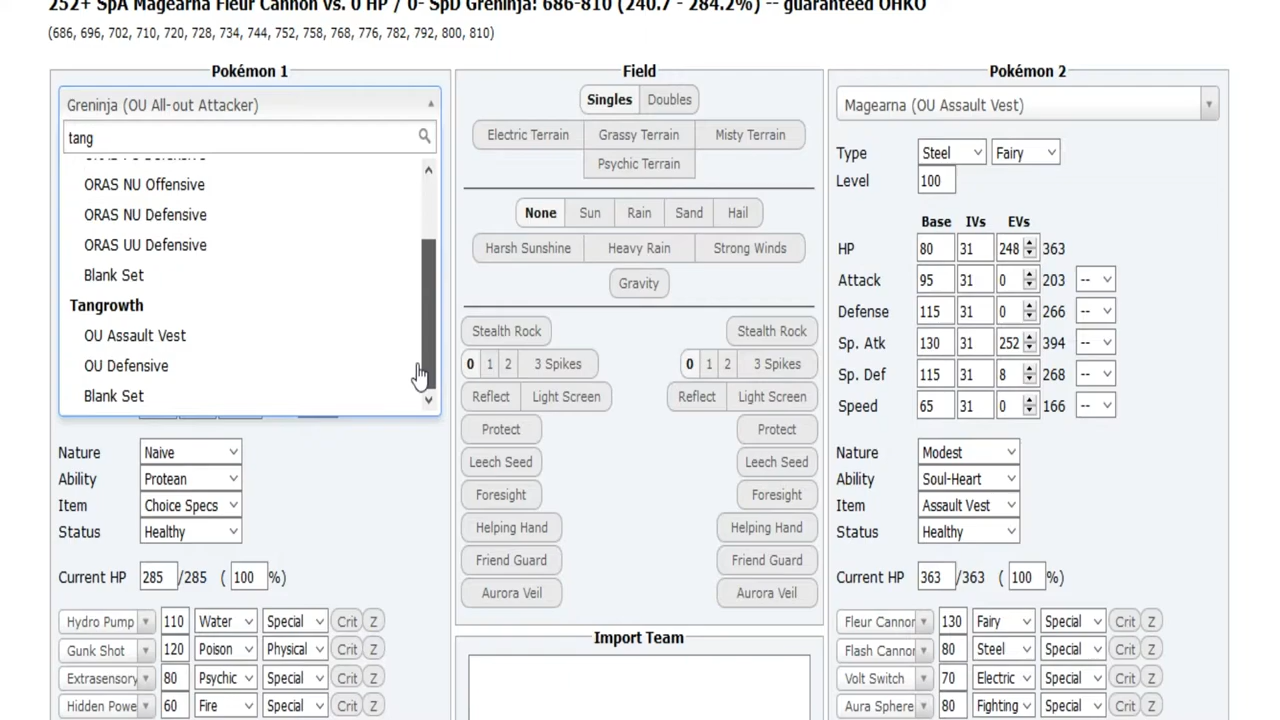 252+ SpA Magearna Fleur Cannon vs. 0 HP / 0- SpD Greninja: 686-810 (240.7 - 284.2%) -- guaranteed OHKO
(686, 696, 702, 710, 720, 728, 734, 744, 752, 758, 768, 776, 782, 792, 800, 810)
Pokémon 1
Greninja (OU All-out Attacker)
tang
ORAS NU Offensive
ORAS NU Defensive
ORAS UU Defensive
Blank Set
Tangrowth
OU Assault Vest
OU Defensive
Blank Set
Nature Naive
Ability Protean
Item Choice Specs
Status Healthy
Current HP 285 /285 ( 100 %)
Hydro Pump 110 Water Special Crit Z
Gunk Shot 120 Poison Physical Crit Z
Extrasensory 80 Psychic Special Crit Z
Hidden Powe 60 Fire Special Crit Z
Field
Singles Doubles
Electric Terrain Grassy Terrain Misty Terrain
Psychic Terrain
None Sun Rain Sand Hail
Harsh Sunshine Heavy Rain Strong Winds
Gravity
Stealth Rock Stealth Rock
0 1 2 3 Spikes 0 1 2 3 Spikes
Reflect Light Screen Reflect Light Screen
Protect Protect
Leech Seed Leech Seed
Foresight Foresight
Helping Hand Helping Hand
Friend Guard Friend Guard
Aurora Veil Aurora Veil
Import Team
Pokémon 2
Magearna (OU Assault Vest)
Type Steel Fairy
Level 100
Base IVs EVs
HP 80 31 248 363
Attack 95 31 0 203 --
Defense 115 31 0 266 --
Sp. Atk 130 31 252 394 --
Sp. Def 115 31 8 268 --
Speed 65 31 0 166 --
Nature Modest
Ability Soul-Heart
Item Assault Vest
Status Healthy
Current HP 363 /363 ( 100 %)
Fleur Cannon 130 Fairy Special Crit Z
Flash Cannon 80 Steel Special Crit Z
Volt Switch 70 Electric Special Crit Z
Aura Sphere 80 Fighting Special Crit Z